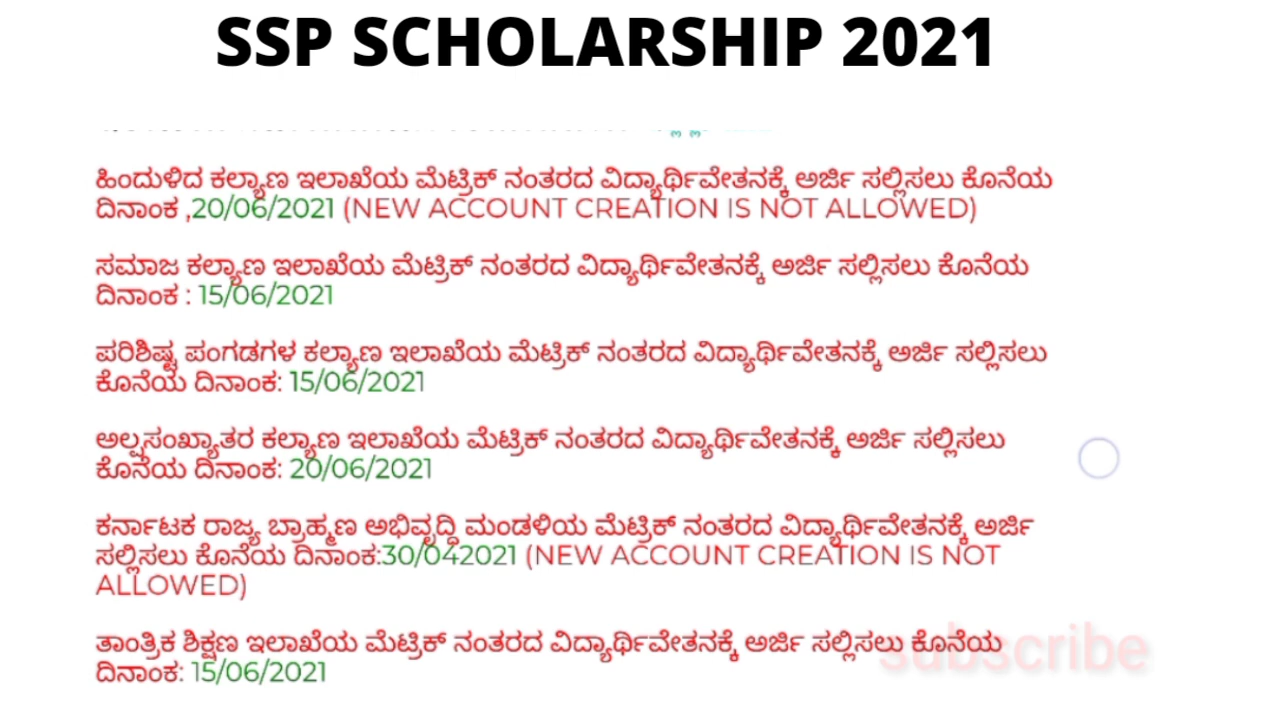 SSP SCHOLARSHIP 2021
ಹಿಂದುಳಿದ ಕಲ್ಯಾಣ ಇಲಾಖೆಯ ಮೆಟ್ರಿಕ್ ನಂತರದ ವಿದ್ಯಾರ್ಥಿವೇತನಕ್ಕೆ ಅರ್ಜಿ ಸಲ್ಲಿಸಲು ಕೊನೆಯ
ದಿನಾಂಕ ,20/06/2021 (NEW ACCOUNT CREATION IS NOT ALLOWED)
ಸಮಾಜ ಕಲ್ಯಾಣ ಇಲಾಖೆಯ ಮೆಟ್ರಿಕ್ ನಂತರದ ವಿದ್ಯಾರ್ಥಿವೇತನಕ್ಕೆ ಅರ್ಜಿ ಸಲ್ಲಿಸಲು ಕೊನೆಯ
ದಿನಾಂಕ : 15/06/2021
ಪರಿಶಿಷ್ಟ ಪಂಗಡಗಳ ಕಲ್ಯಾಣ ಇಲಾಖೆಯ ಮೆಟ್ರಿಕ್ ನಂತರದ ವಿದ್ಯಾರ್ಥಿವೇತನಕ್ಕೆ ಅರ್ಜಿ ಸಲ್ಲಿಸಲು
ಕೊನೆಯ ದಿನಾಂಕ: 15/06/2021
ಅಲ್ಪಸಂಖ್ಯಾತರ ಕಲ್ಯಾಣ ಇಲಾಖೆಯ ಮೆಟ್ರಿಕ್ ನಂತರದ ವಿದ್ಯಾರ್ಥಿವೇತನಕ್ಕೆ ಅರ್ಜಿ ಸಲ್ಲಿಸಲು
ಕೊನೆಯ ದಿನಾಂಕ: 20/06/2021
ಕರ್ನಾಟಕ ರಾಜ್ಯ ಬ್ರಾಹ್ಮಣ ಅಭಿವೃದ್ಧಿ ಮಂಡಳಿಯ ಮೆಟ್ರಿಕ್ ನಂತರದ ವಿದ್ಯಾರ್ಥಿವೇತನಕ್ಕೆ ಅರ್ಜಿ
ಸಲ್ಲಿಸಲು ಕೊನೆಯ ದಿನಾಂಕ:30/042021 (NEW ACCOUNT CREATION IS NOT
ALLOWED)
ತಾಂತ್ರಿಕ ಶಿಕ್ಷಣ ಇಲಾಖೆಯ ಮೆಟ್ರಿಕ್ ನಂತರದ ವಿದ್ಯಾರ್ಥಿವೇತನಕ್ಕೆ ಅರ್ಜಿ ಸಲ್ಲಿಸಲು ಕೊನೆಯ
ದಿನಾಂಕ: 15/06/2021
subscribe